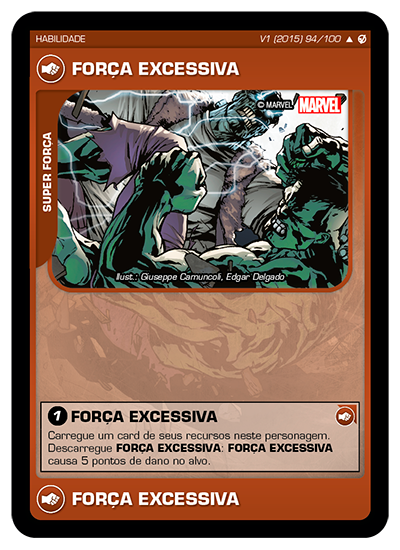 HABILIDADE
V1 (2015) 94/100 ▲
FORÇA EXCESSIVA
© MARVEL MARVEL
SUPER FORÇA
Ilust.: Giuseppe Camuncoli, Edgar Delgado
1 FORÇA EXCESSIVA
Carregue um card de seus recursos neste personagem.
Descarregue FORÇA EXCESSIVA: FORÇA EXCESSIVA
causa 5 pontos de dano no alvo.
FORÇA EXCESSIVA